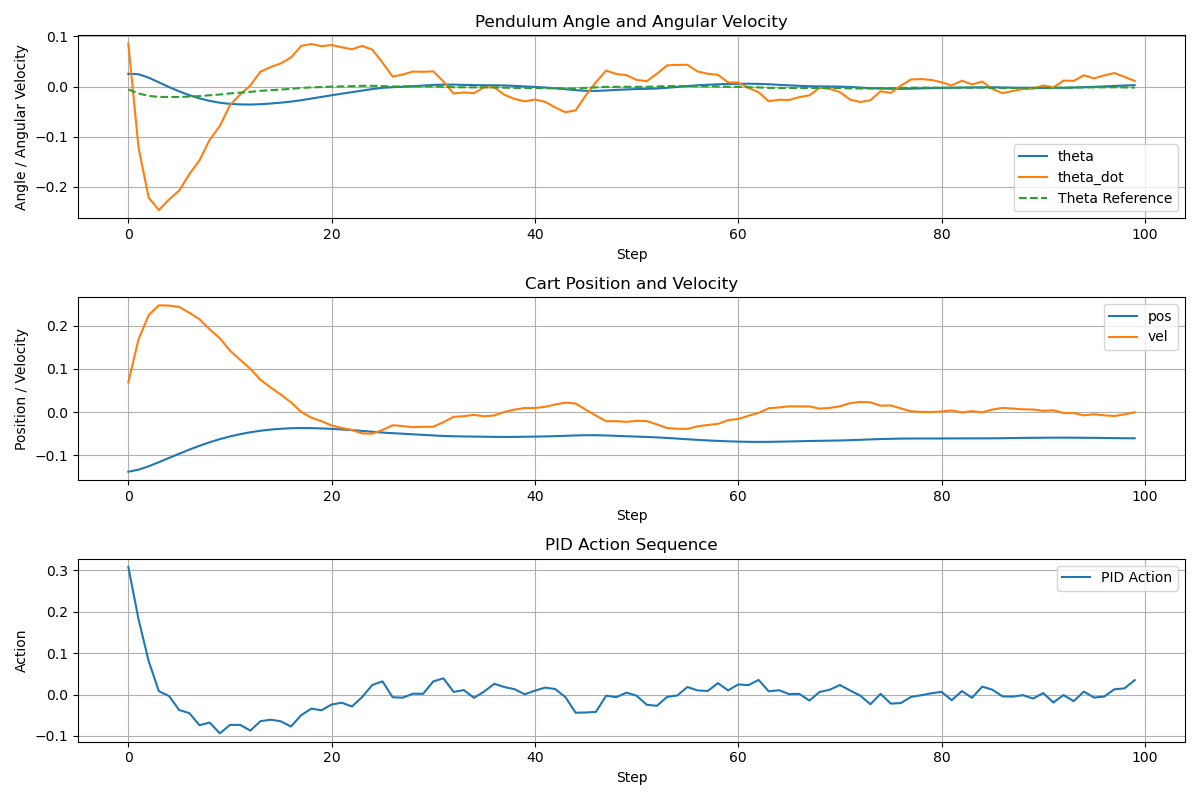 Pendulum Angle and Angular Velocity
Angle / Angular Velocity
0.1
0.0
−0.1
−0.2
theta
theta_dot
Theta Reference
0 20 40 60 80 100
Step
Cart Position and Velocity
Position / Velocity
0.2
0.1
0.0
−0.1
pos
vel
0 20 40 60 80 100
Step
PID Action Sequence
Action
0.3
0.2
0.1
0.0
−0.1
PID Action
0 20 40 60 80 100
Step